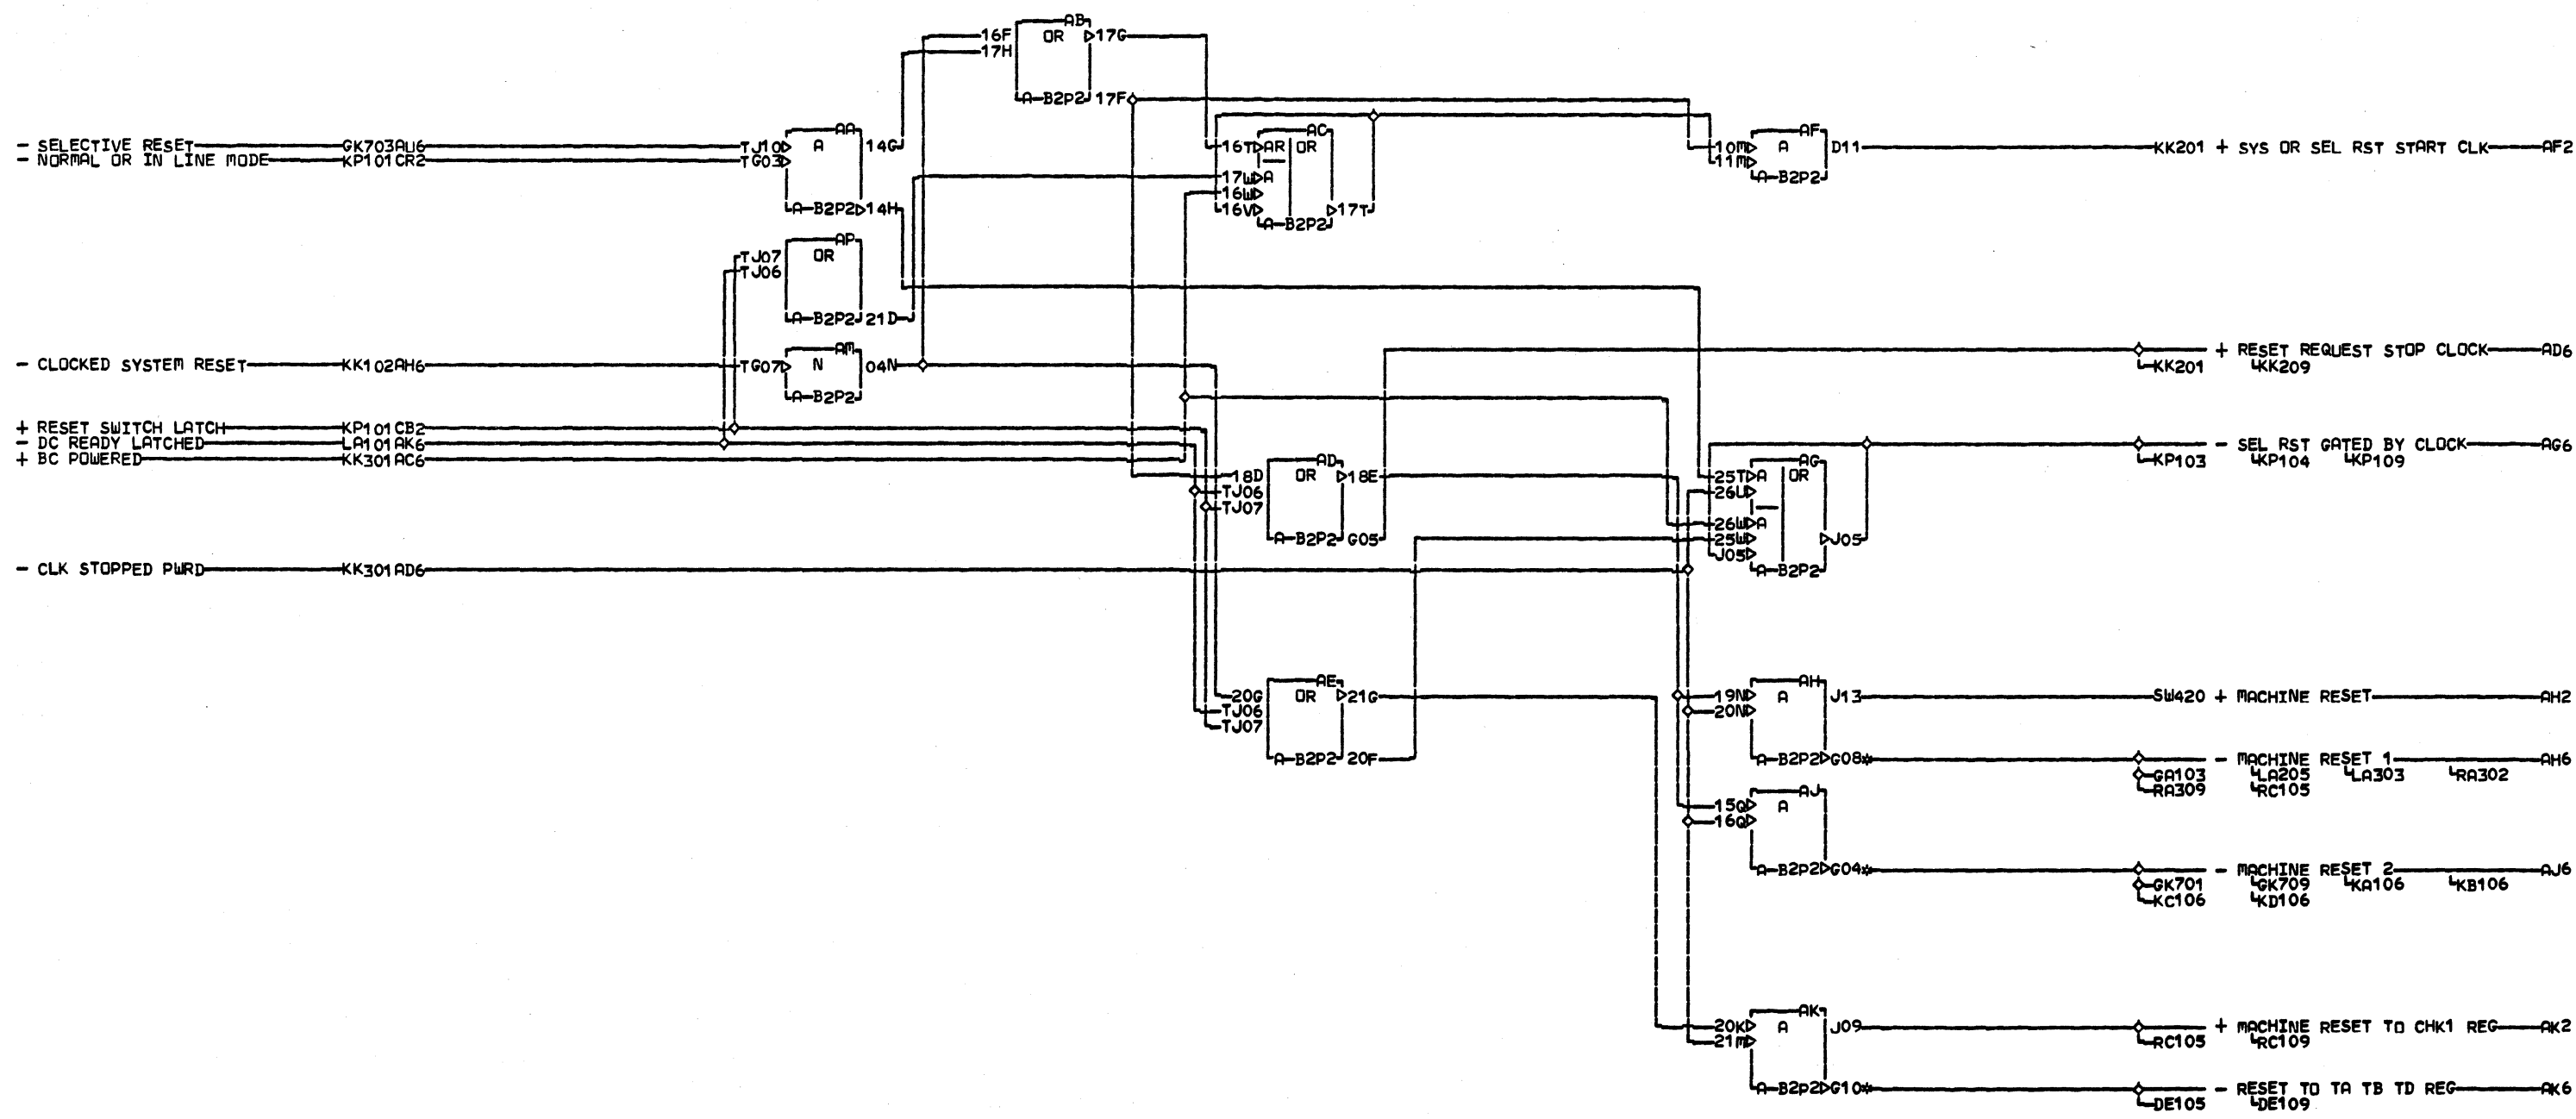 AB
16F OR 17G
17H
A-B2P2 17F
AA AC AF
- SELECTIVE RESET GK703AU6 TJ10 A 14G 16T AR OR 10M A D11 KK201 + SYS OR SEL RST START CLK AF2
- NORMAL OR IN LINE MODE KP101CR2 TG03 11M
17W A A-B2P2
16W
A-B2P2 14H 16V 17T
A-B2P2
AP
TJ07 OR
TJ06
A-B2P2 21D
AM + RESET REQUEST STOP CLOCK AD6
- CLOCKED SYSTEM RESET KK102AH6 TG07 N 04N KK201 KK209
A-B2P2
+ RESET SWITCH LATCH KP101CB2
- DC READY LATCHED LA101AK6 - SEL RST GATED BY CLOCK AG6
+ BC POWERED KK301AC6 AD AG KP103 KP104 KP109
18D OR 18E 25T A OR
TJ06 26U
TJ07
26W A
A-B2P2 G05 25W J05
J05
- CLK STOPPED PWRD KK301AD6 A-B2P2
AE AH
20G OR 21G 19N A J13 SW420 + MACHINE RESET AH2
TJ06 20N
TJ07
A-B2P2 20F A-B2P2 G08* - MACHINE RESET 1 AH6
GA103 LA205 LA303 RA302
RA309 RC105
AJ
15Q A
16Q
A-B2P2 G04* - MACHINE RESET 2 AJ6
GK701 GK709 KA106 KB106
KC106 KD106
AK
20K A J09 + MACHINE RESET TO CHK1 REG AK2
21M RC105 RC109
A-B2P2 G10* - RESET TO TA TB TD REG AK6
DE105 DE109